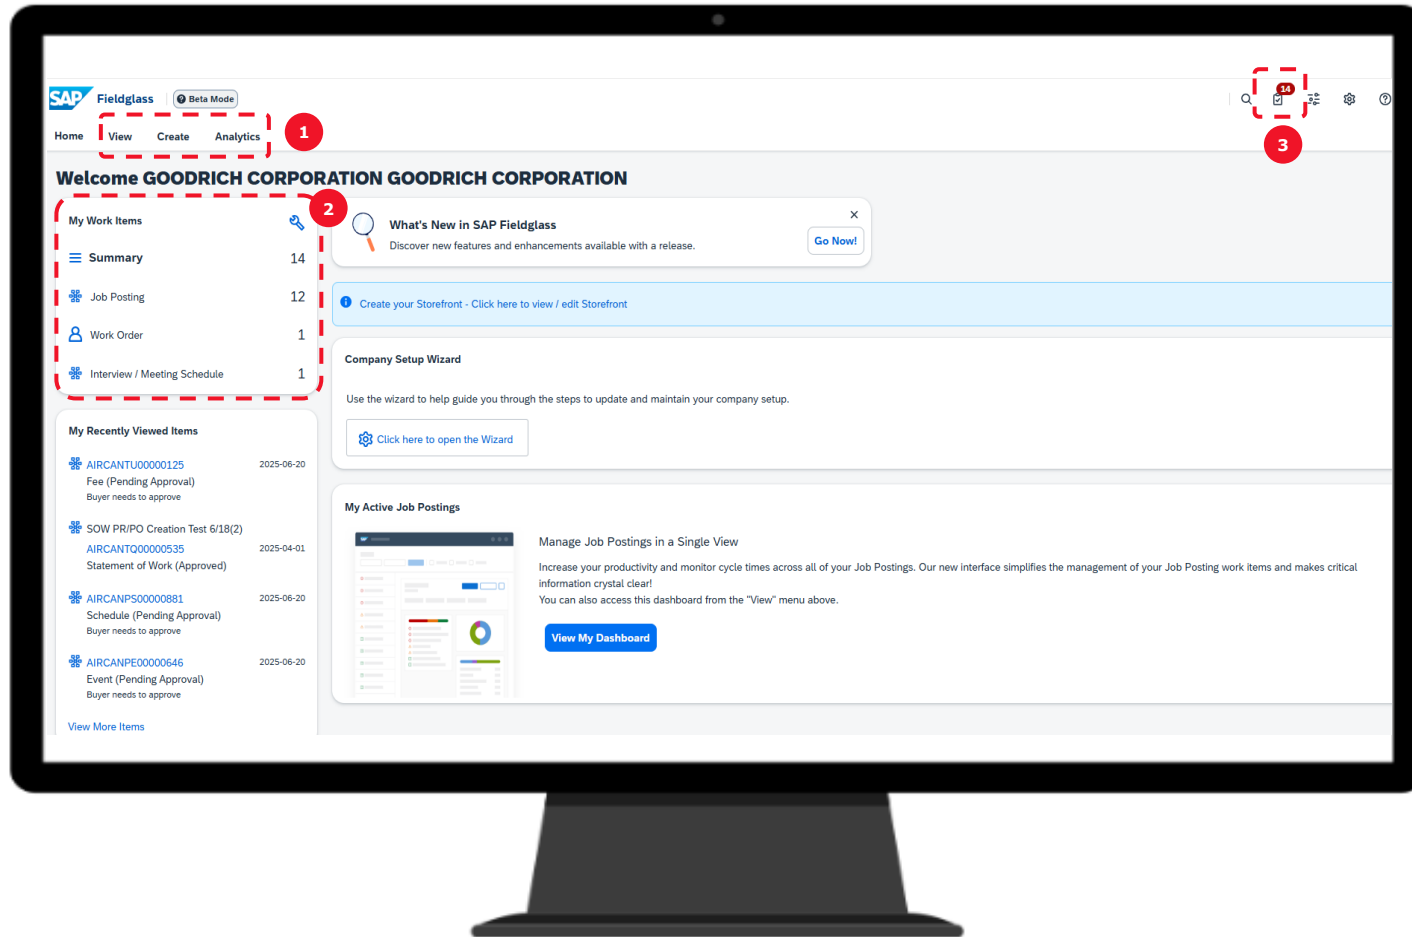 SAP Fieldglass Beta Mode
14
Home View Create Analytics
1
3
Welcome GOODRICH CORPORATION GOODRICH CORPORATION
2
My Work Items
Summary 14
Job Posting 12
Work Order 1
Interview / Meeting Schedule 1
What's New in SAP Fieldglass
Discover new features and enhancements available with a release.
Go Now!
Create your Storefront - Click here to view / edit Storefront
Company Setup Wizard
Use the wizard to help guide you through the steps to update and maintain your company setup.
Click here to open the Wizard
My Recently Viewed Items
AIRCANTU00000125 2025-06-20
Fee (Pending Approval)
Buyer needs to approve
SOW PR/PO Creation Test 6/18(2)
AIRCANTQ00000535 2025-04-01
Statement of Work (Approved)
AIRCANPS00000881 2025-06-20
Schedule (Pending Approval)
Buyer needs to approve
AIRCANPE00000646 2025-06-20
Event (Pending Approval)
Buyer needs to approve
View More Items
My Active Job Postings
Manage Job Postings in a Single View
Increase your productivity and monitor cycle times across all of your Job Postings. Our new interface simplifies the management of your Job Posting work items and makes critical
information crystal clear!
You can also access this dashboard from the "View" menu above.
View My Dashboard